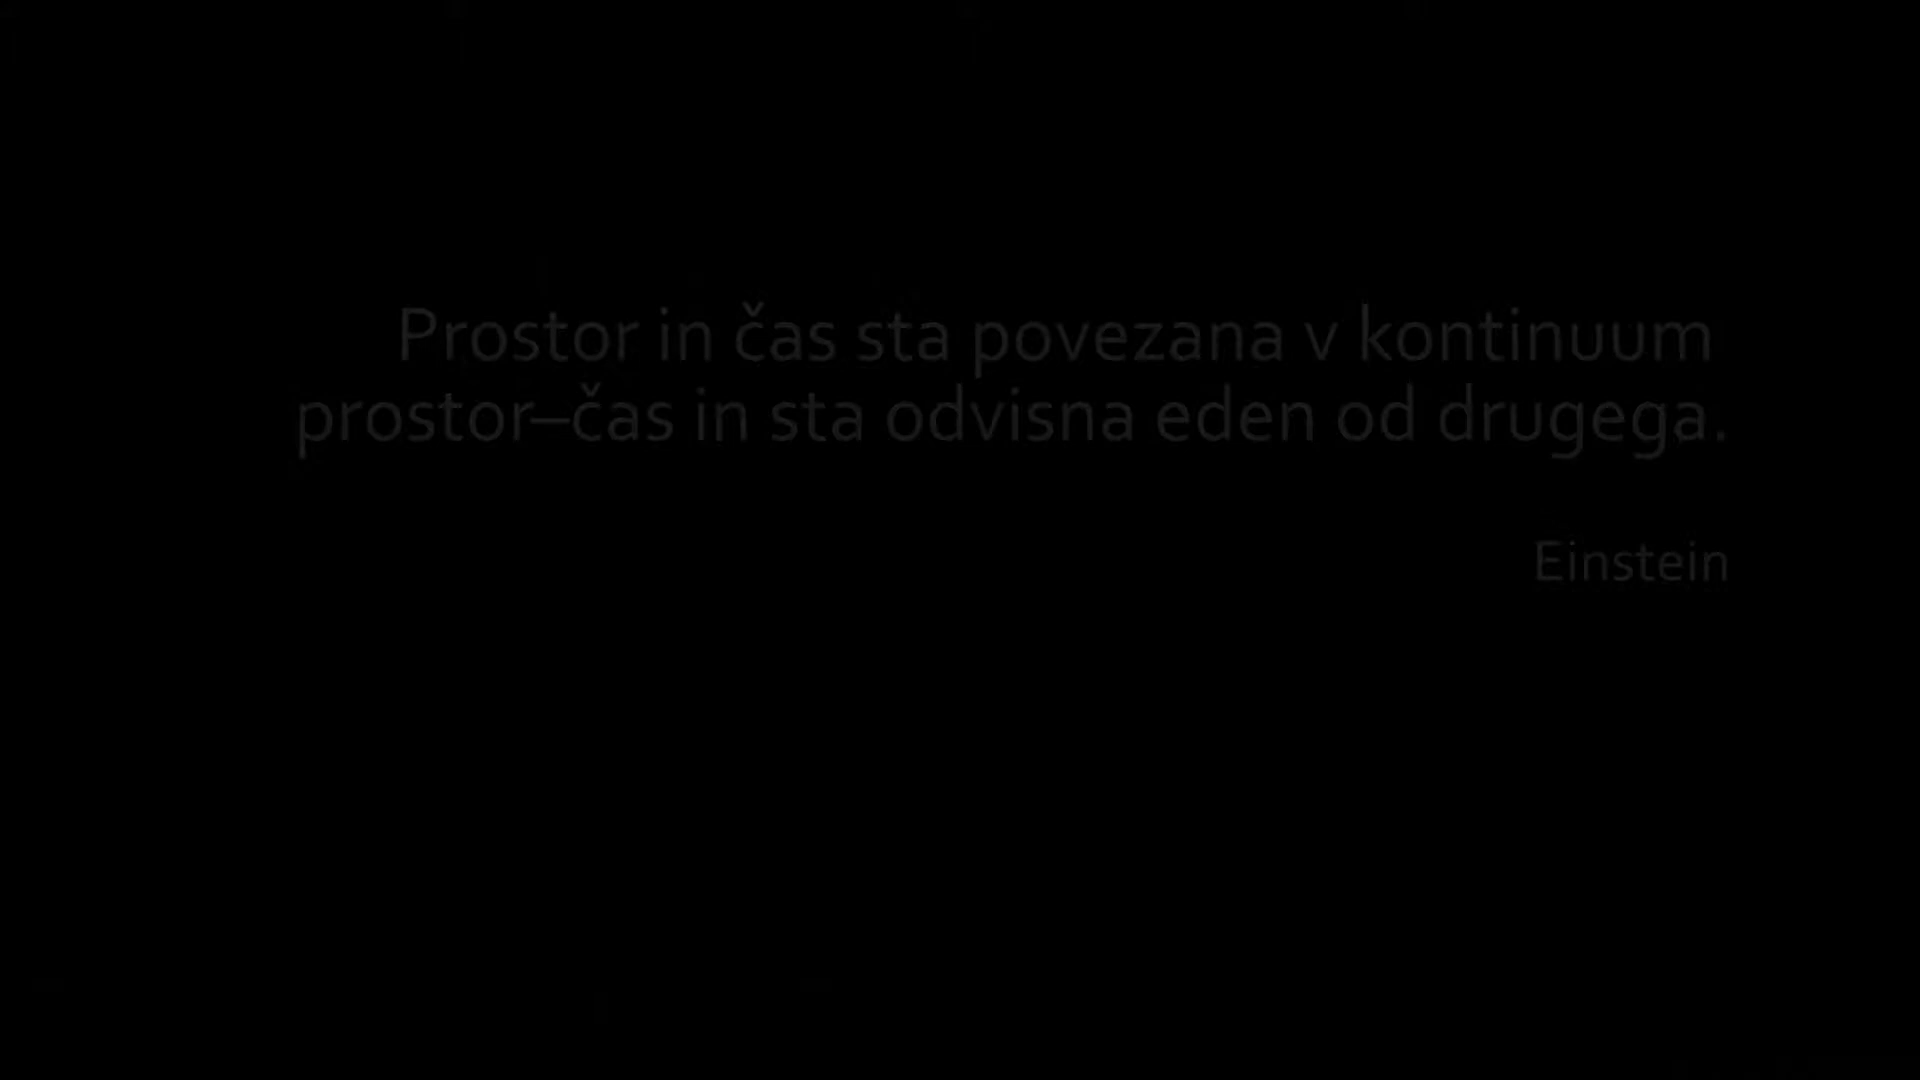 Prostor in čas sta povezana v kontinuum
prostor–čas in sta odvisna eden od drugega.
Einstein